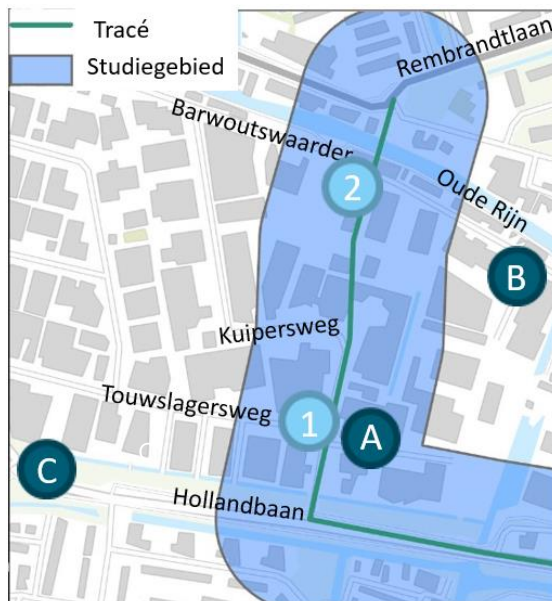 Tracé
Studiegebied
Rembrandtlaan
Barwoutswaarder
2
Oude Rijn
B
Kuipersweg
Touwslagersweg
1
A
C
Hollandbaan